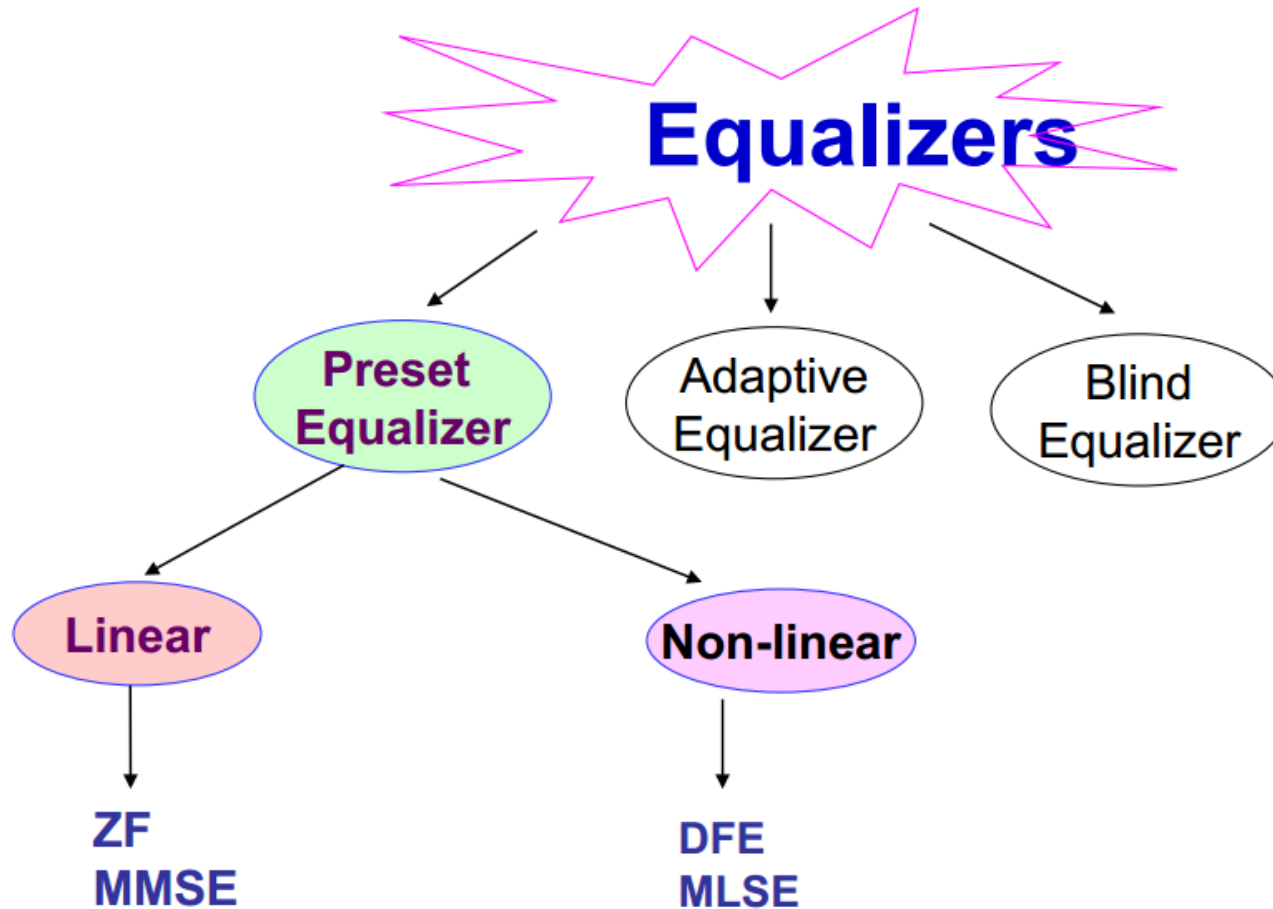 Equalizers
Preset
Equalizer
Adaptive
Equalizer
Blind
Equalizer
Linear
Non-linear
ZF
MMSE
DFE
MLSE